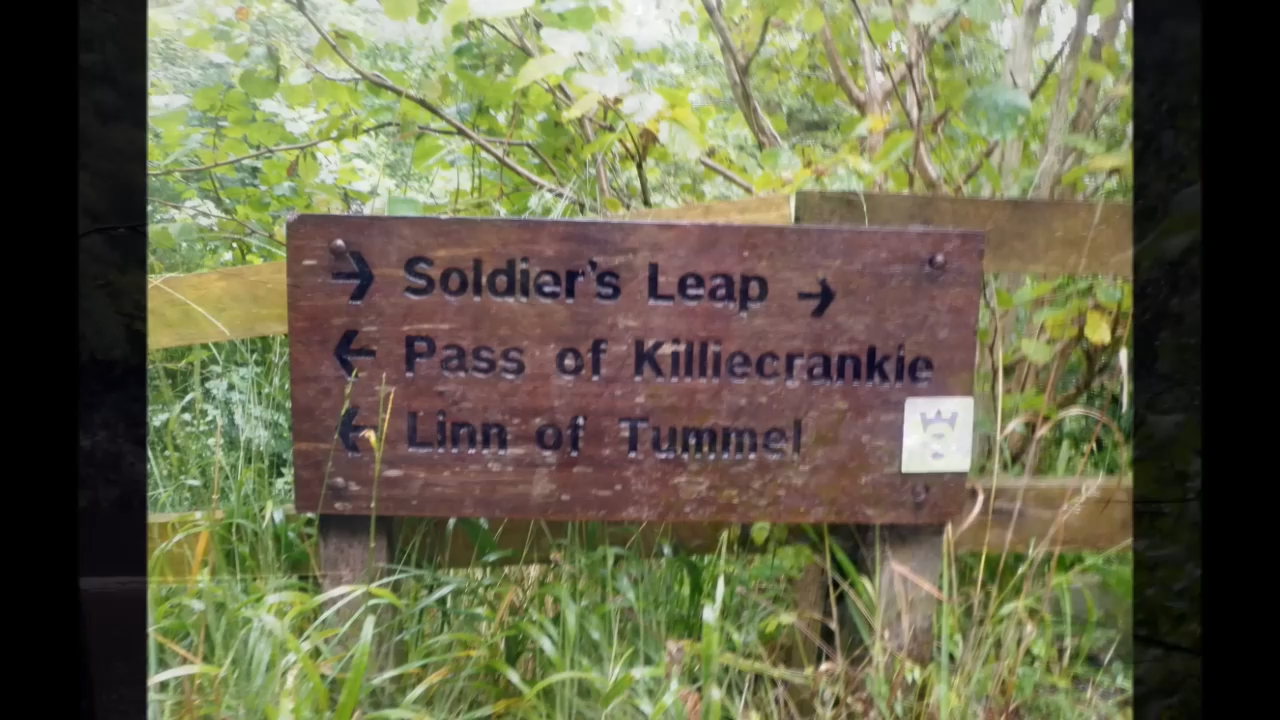 → Soldier's Leap →
← Pass of Killiecrankie
← Linn of Tummel